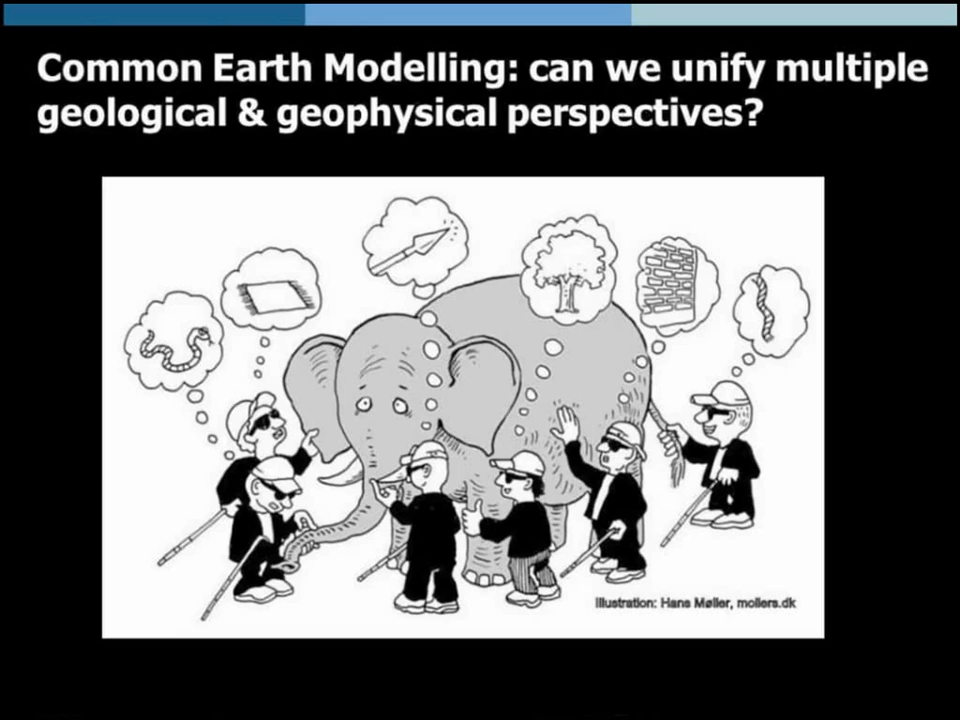 Common Earth Modelling: can we unify multiple
geological & geophysical perspectives?
Illustration: Hans Møller, mollers.dk